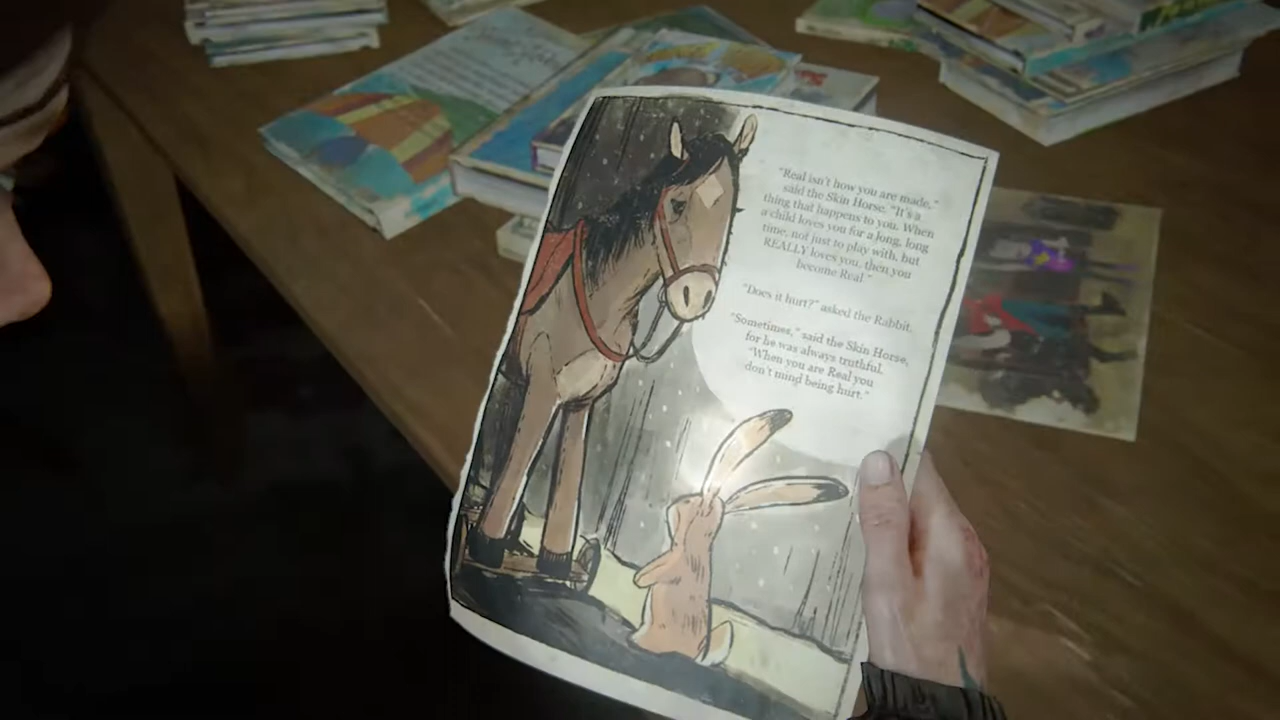 "Real isn't how you are made,"
said the Skin Horse. "It's a
thing that happens to you. When
a child loves you for a long, long
time, not just to play with, but
REALLY loves you, then you
become Real."
"Does it hurt?" asked the Rabbit.
"Sometimes," said the Skin Horse,
for he was always truthful.
"When you are Real you
don't mind being hurt."